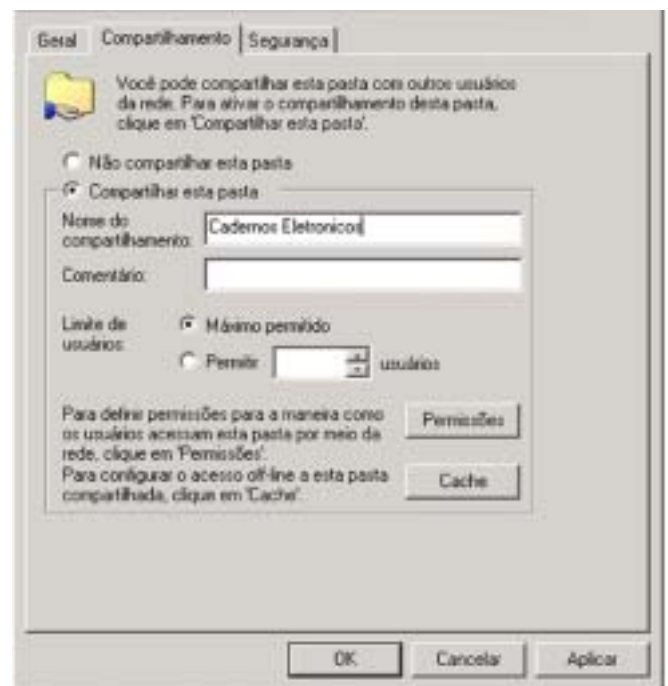 Geral Compartilhamento Segurança
Você pode compartilhar esta pasta com outros usuários
da rede. Para ativar o compartilhamento desta pasta,
clique em 'Compartilhar esta pasta'.
Não compartilhar esta pasta
Compartilhar esta pasta
Nome do
compartilhamento:
Cadernos Eletronicos
Comentário:
Limite de
usuários:
Máximo permitido
Permitir usuários
Para definir permissões para a maneira como
os usuários acessam esta pasta por meio da
rede, clique em 'Permissões'.
Permissões
Para configurar o acesso off-line a esta pasta
compartilhada, clique em 'Cache'.
Cache
OK Cancelar Aplicar